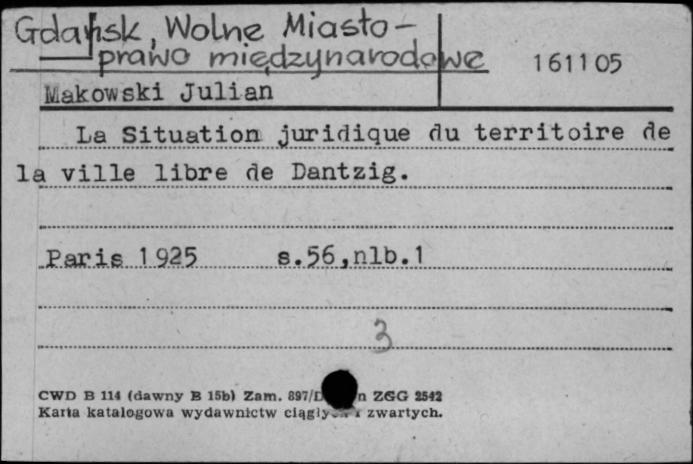 Gdańsk, Wolne Miasto -
prawo międzynarodowe
161105
Makowski Julian
La Situation juridique du territoire de
la ville libre de Dantzig.
Paris 1925 s.56,nlb.1
3
CWD B 114 (dawny B 15b) Zam. 897/D n ZGG 2542
Karta katalogowa wydawnictw zwartych.